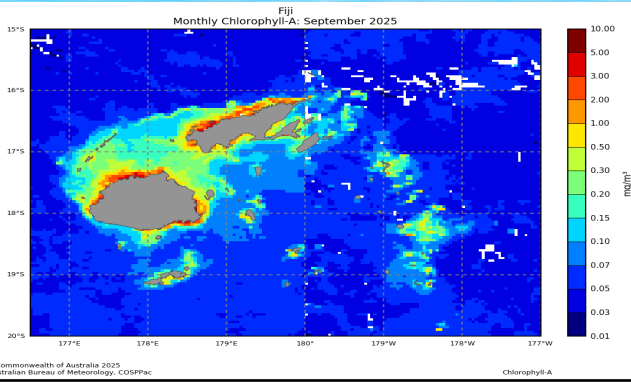 Fiji
Monthly Chlorophyll-A: September 2025
15°S
16°S
17°S
18°S
19°S
20°S
177°E
178°E
179°E
180°
179°W
178°W
177°W
10.00
5.00
3.00
2.00
1.00
0.50
0.30
0.20
0.15
0.10
0.07
0.05
0.03
0.01
mg/m³
ommonwealth of Australia 2025
stralian Bureau of Meteorology, COSPPac
Chlorophyll-A